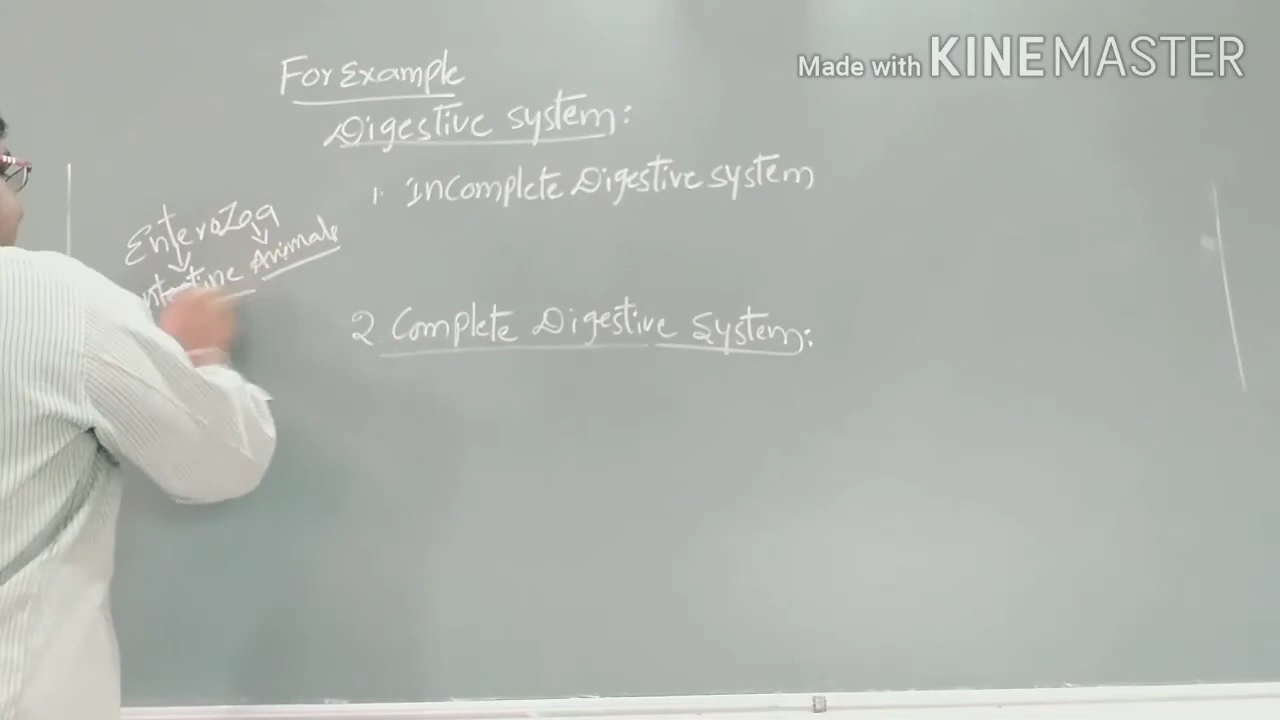 Made with KINEMASTER
For Example
Digestive system:
1. Incomplete Digestive system
Enterozoa
Animals
2. Complete Digestive System: